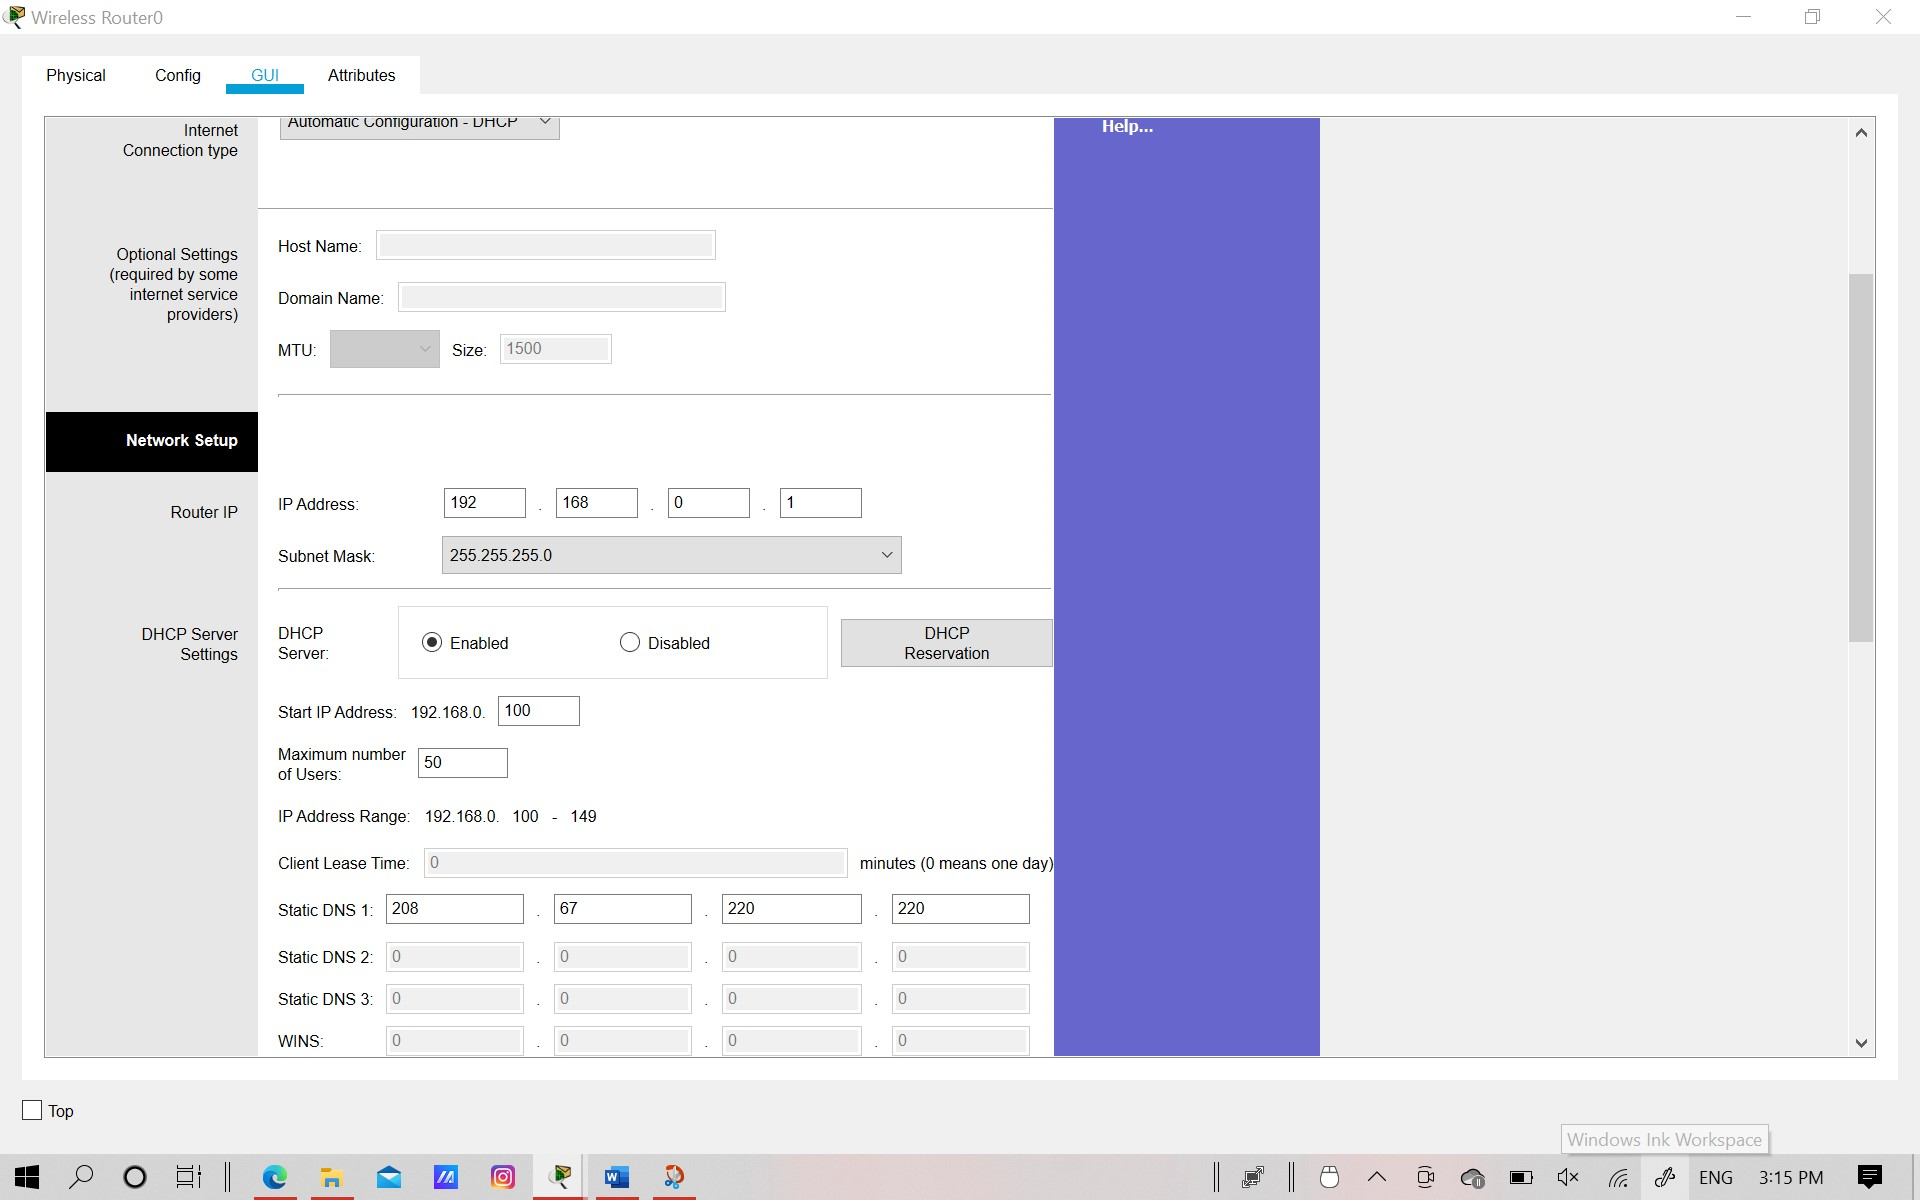 Wireless Router0
Physical Config GUI Attributes
Internet
Connection type
Automatic Configuration - DHCP
Help...
Optional Settings
(required by some
internet service
providers)
Host Name:
Domain Name:
MTU: Size: 1500
Network Setup
Router IP
IP Address: 192 . 168 . 0 . 1
Subnet Mask: 255.255.255.0
DHCP Server
Settings
DHCP
Server:
Enabled Disabled
DHCP
Reservation
Start IP Address: 192.168.0. 100
Maximum number
of Users:
50
IP Address Range: 192.168.0. 100 - 149
Client Lease Time: 0 minutes (0 means one day)
Static DNS 1: 208 . 67 . 220 . 220
Static DNS 2: 0 . 0 . 0 . 0
Static DNS 3: 0 . 0 . 0 . 0
WINS: 0 . 0 . 0 . 0
Top
Windows Ink Workspace
ENG 3:15 PM